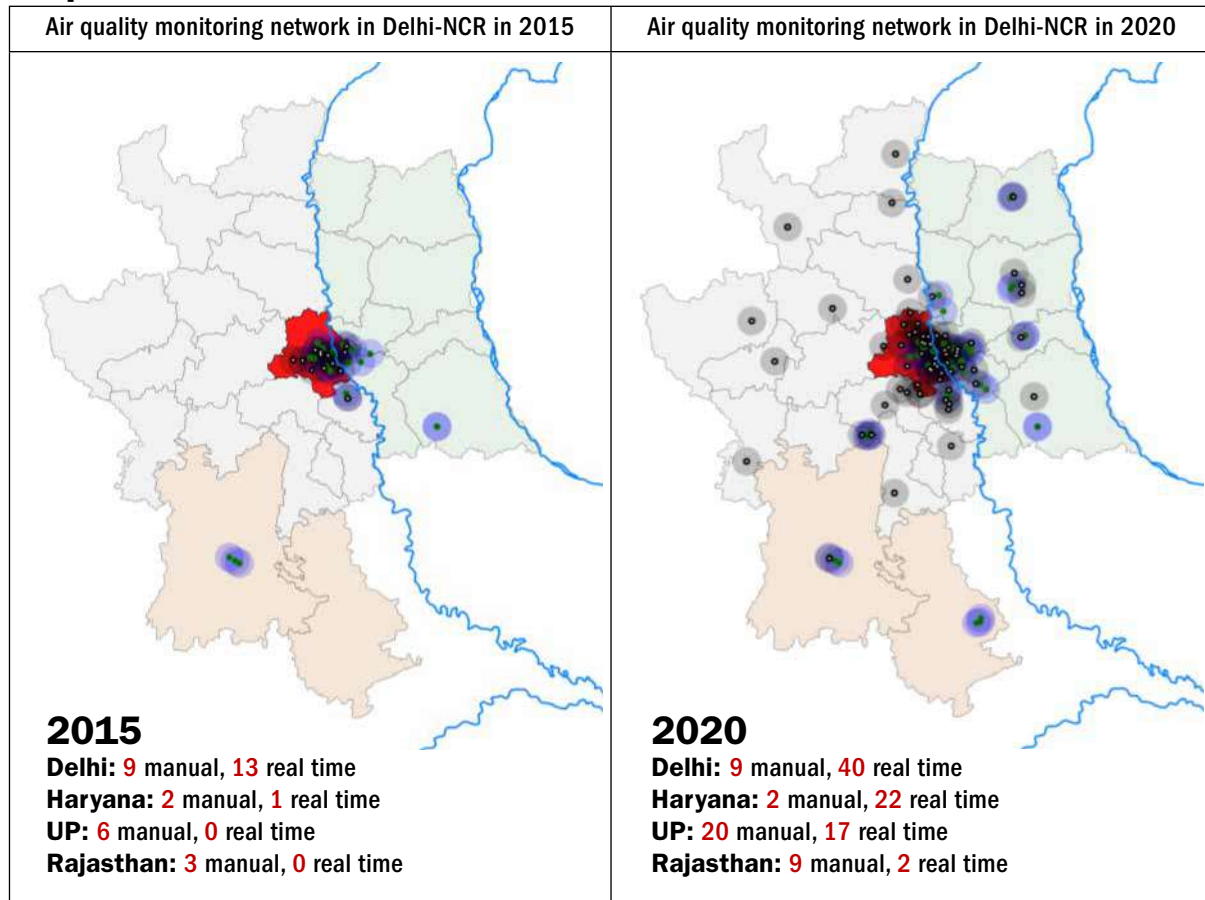 Air quality monitoring network in Delhi-NCR in 2015
Air quality monitoring network in Delhi-NCR in 2020
2015
Delhi: 9 manual, 13 real time
Haryana: 2 manual, 1 real time
UP: 6 manual, 0 real time
Rajasthan: 3 manual, 0 real time
2020
Delhi: 9 manual, 40 real time
Haryana: 2 manual, 22 real time
UP: 20 manual, 17 real time
Rajasthan: 9 manual, 2 real time